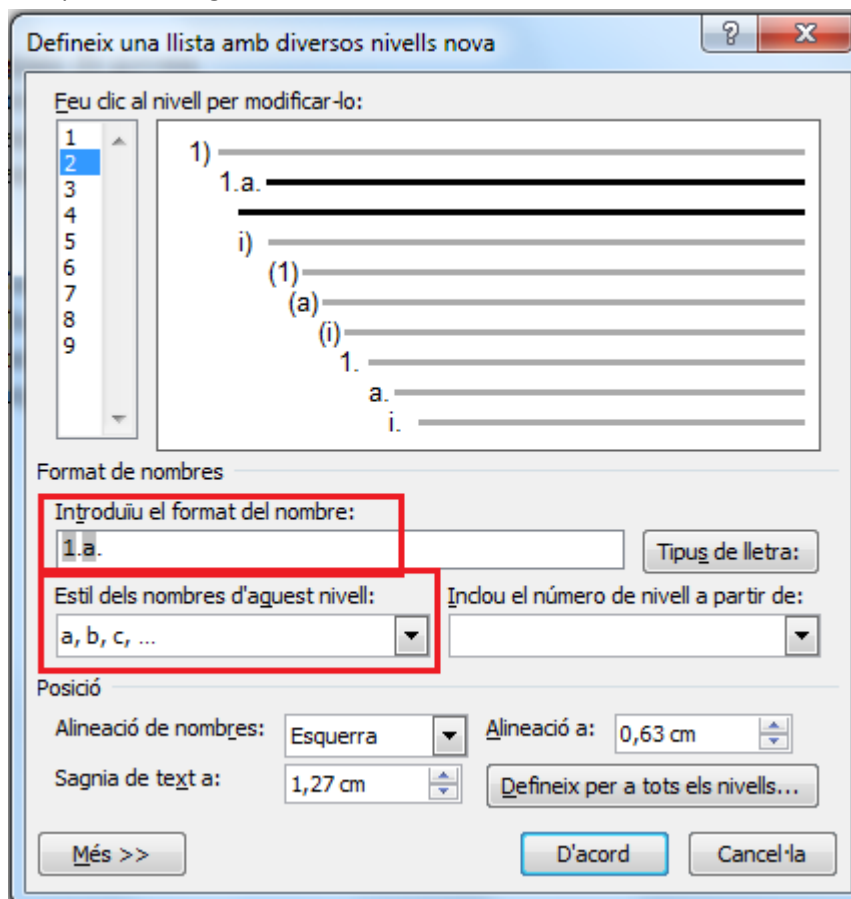 Defineix una llista amb diversos nivells nova
Feu clic al nivell per modificar-lo:
1
2
3
4
5
6
7
8
9
1)
1.a.
i)
(1)
(a)
(i)
1.
a.
i.
Format de nombres
Introduïu el format del nombre:
1.a.
Tipus de lletra:
Estil dels nombres d'aquest nivell:
Inclou el número de nivell a partir de:
a, b, c, ...
Posició
Alineació de nombres: Esquerra Alineació a: 0,63 cm
Sagnia de text a: 1,27 cm Defineix per a tots els nivells...
Més >> D'acord Cancel·la